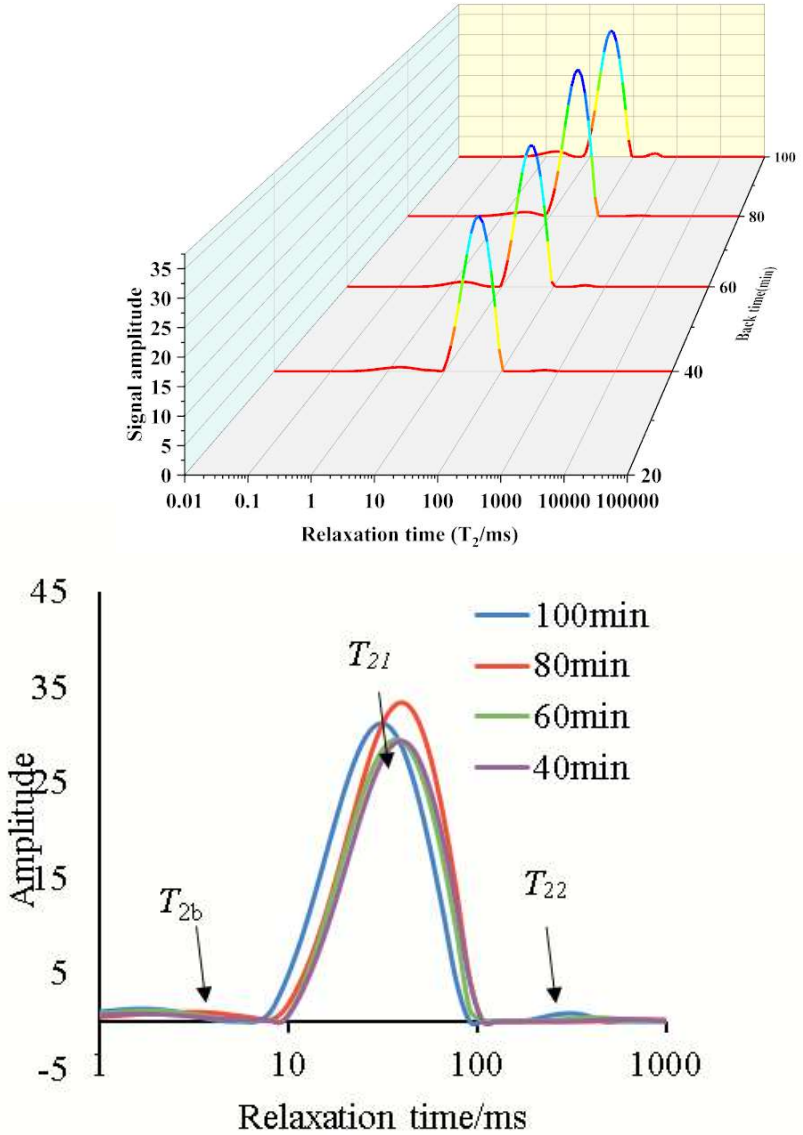 100
80
60
40
20
Back time(min)
35
30
25
20
15
10
5
0
Signal amplitude
0.01 0.1 1 10 100 1000 10000 100000
Relaxation time (T₂/ms)
45
35
25
15
5
-5
Amplitude
100min
80min
60min
40min
T₂₁
T₂b
T₂₂
1 10 100 1000
Relaxation time/ms